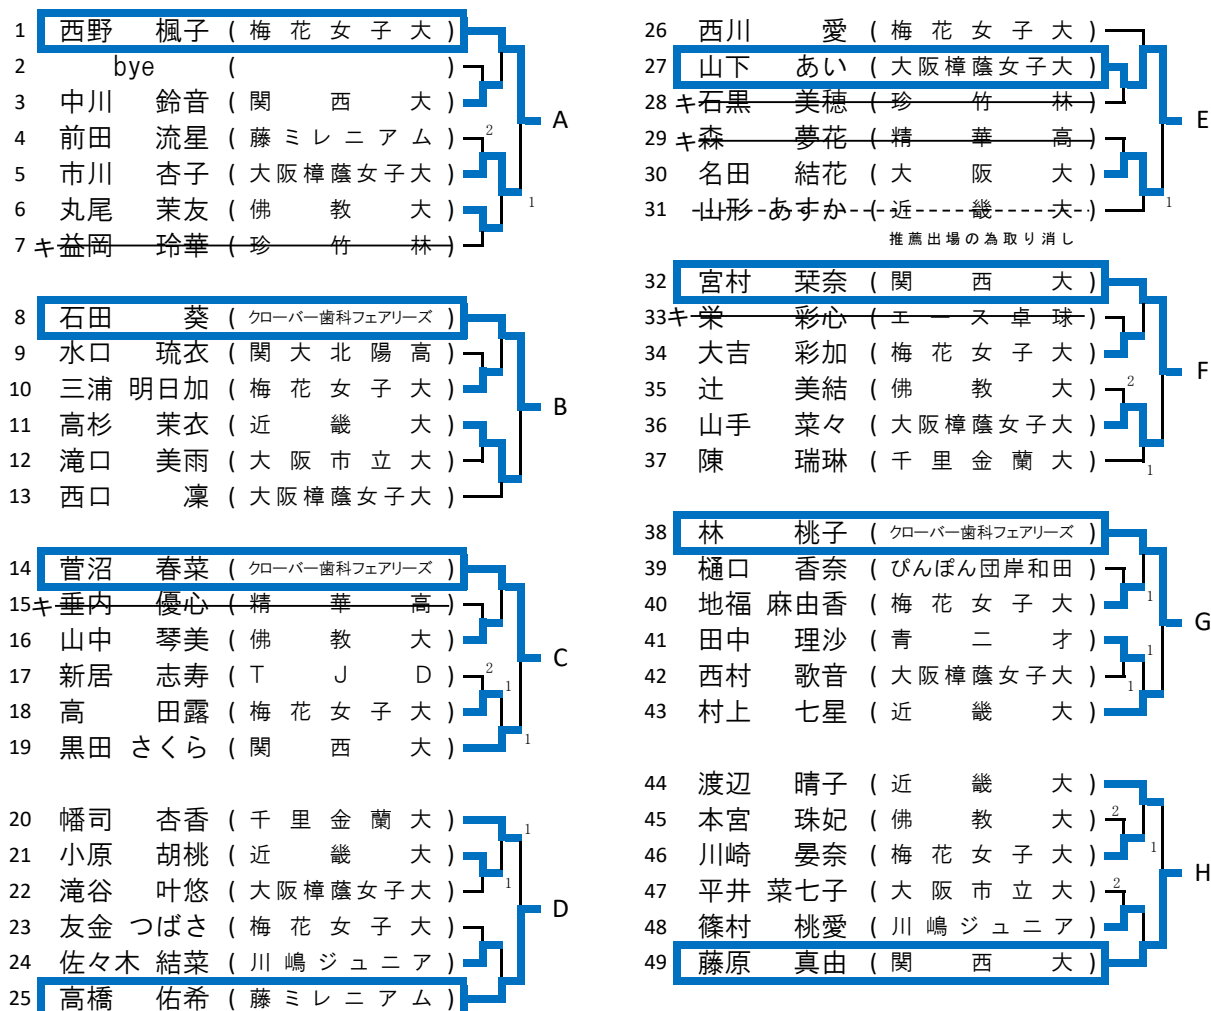 1 西野 楓子 ( 梅花女子大 )
2 bye ( )
3 中川 鈴音 ( 関西大 )
4 前田 流星 ( 藤ミレニアム ) 2
A
5 市川 杏子 ( 大阪樟蔭女子大 )
6 丸尾 茉友 ( 佛教大 ) 1
7 キ 益岡 玲華 ( 珍竹林 )
8 石田 葵 ( クローバー歯科フェアリーズ )
9 水口 琉衣 ( 関大北陽高 )
10 三浦 明日加 ( 梅花女子大 )
B
11 高杉 茉衣 ( 近畿大 )
12 滝口 美雨 ( 大阪市立大 )
13 西口 凜 ( 大阪樟蔭女子大 )
14 菅沼 春菜 ( クローバー歯科フェアリーズ )
15 キ 垂内 優心 ( 精華高 )
16 山中 琴美 ( 佛教大 )
C
17 新居 志寿 ( TJD ) 2 1
18 高 田露 ( 梅花女子大 )
19 黒田 さくら ( 関西大 ) 1
20 幡司 杏香 ( 千里金蘭大 ) 1
21 小原 胡桃 ( 近畿大 )
22 滝谷 叶悠 ( 大阪樟蔭女子大 ) 1
D
23 友金 つばさ ( 梅花女子大 )
24 佐々木 結菜 ( 川嶋ジュニア )
25 高橋 佑希 ( 藤ミレニアム )
26 西川 愛 ( 梅花女子大 )
27 山下 あい ( 大阪樟蔭女子大 )
28 キ 石黒 美穂 ( 珍竹林 )
E
29 キ 森 夢花 ( 精華高 )
30 名田 結花 ( 大阪大 )
31 山形 あすか ( 近畿大 ) 1
推薦出場の為取り消し
32 宮村 栞奈 ( 関西大 )
33 キ 栄 彩心 ( エース卓球 )
34 大吉 彩加 ( 梅花女子大 )
F
35 辻 美結 ( 佛教大 ) 2
36 山手 菜々 ( 大阪樟蔭女子大 )
37 陳 瑞琳 ( 千里金蘭大 ) 1
38 林 桃子 ( クローバー歯科フェアリーズ )
39 樋口 香奈 ( ぴんぽん団岸和田 )
40 地福 麻由香 ( 梅花女子大 ) 1
G
41 田中 理沙 ( 青二才 ) 1
42 西村 歌音 ( 大阪樟蔭女子大 ) 1
43 村上 七星 ( 近畿大 )
44 渡辺 晴子 ( 近畿大 )
45 本宮 珠妃 ( 佛教大 ) 2
46 川崎 晏奈 ( 梅花女子大 ) 1
H
47 平井 菜七子 ( 大阪市立大 ) 2
48 篠村 桃愛 ( 川嶋ジュニア )
49 藤原 真由 ( 関西大 )